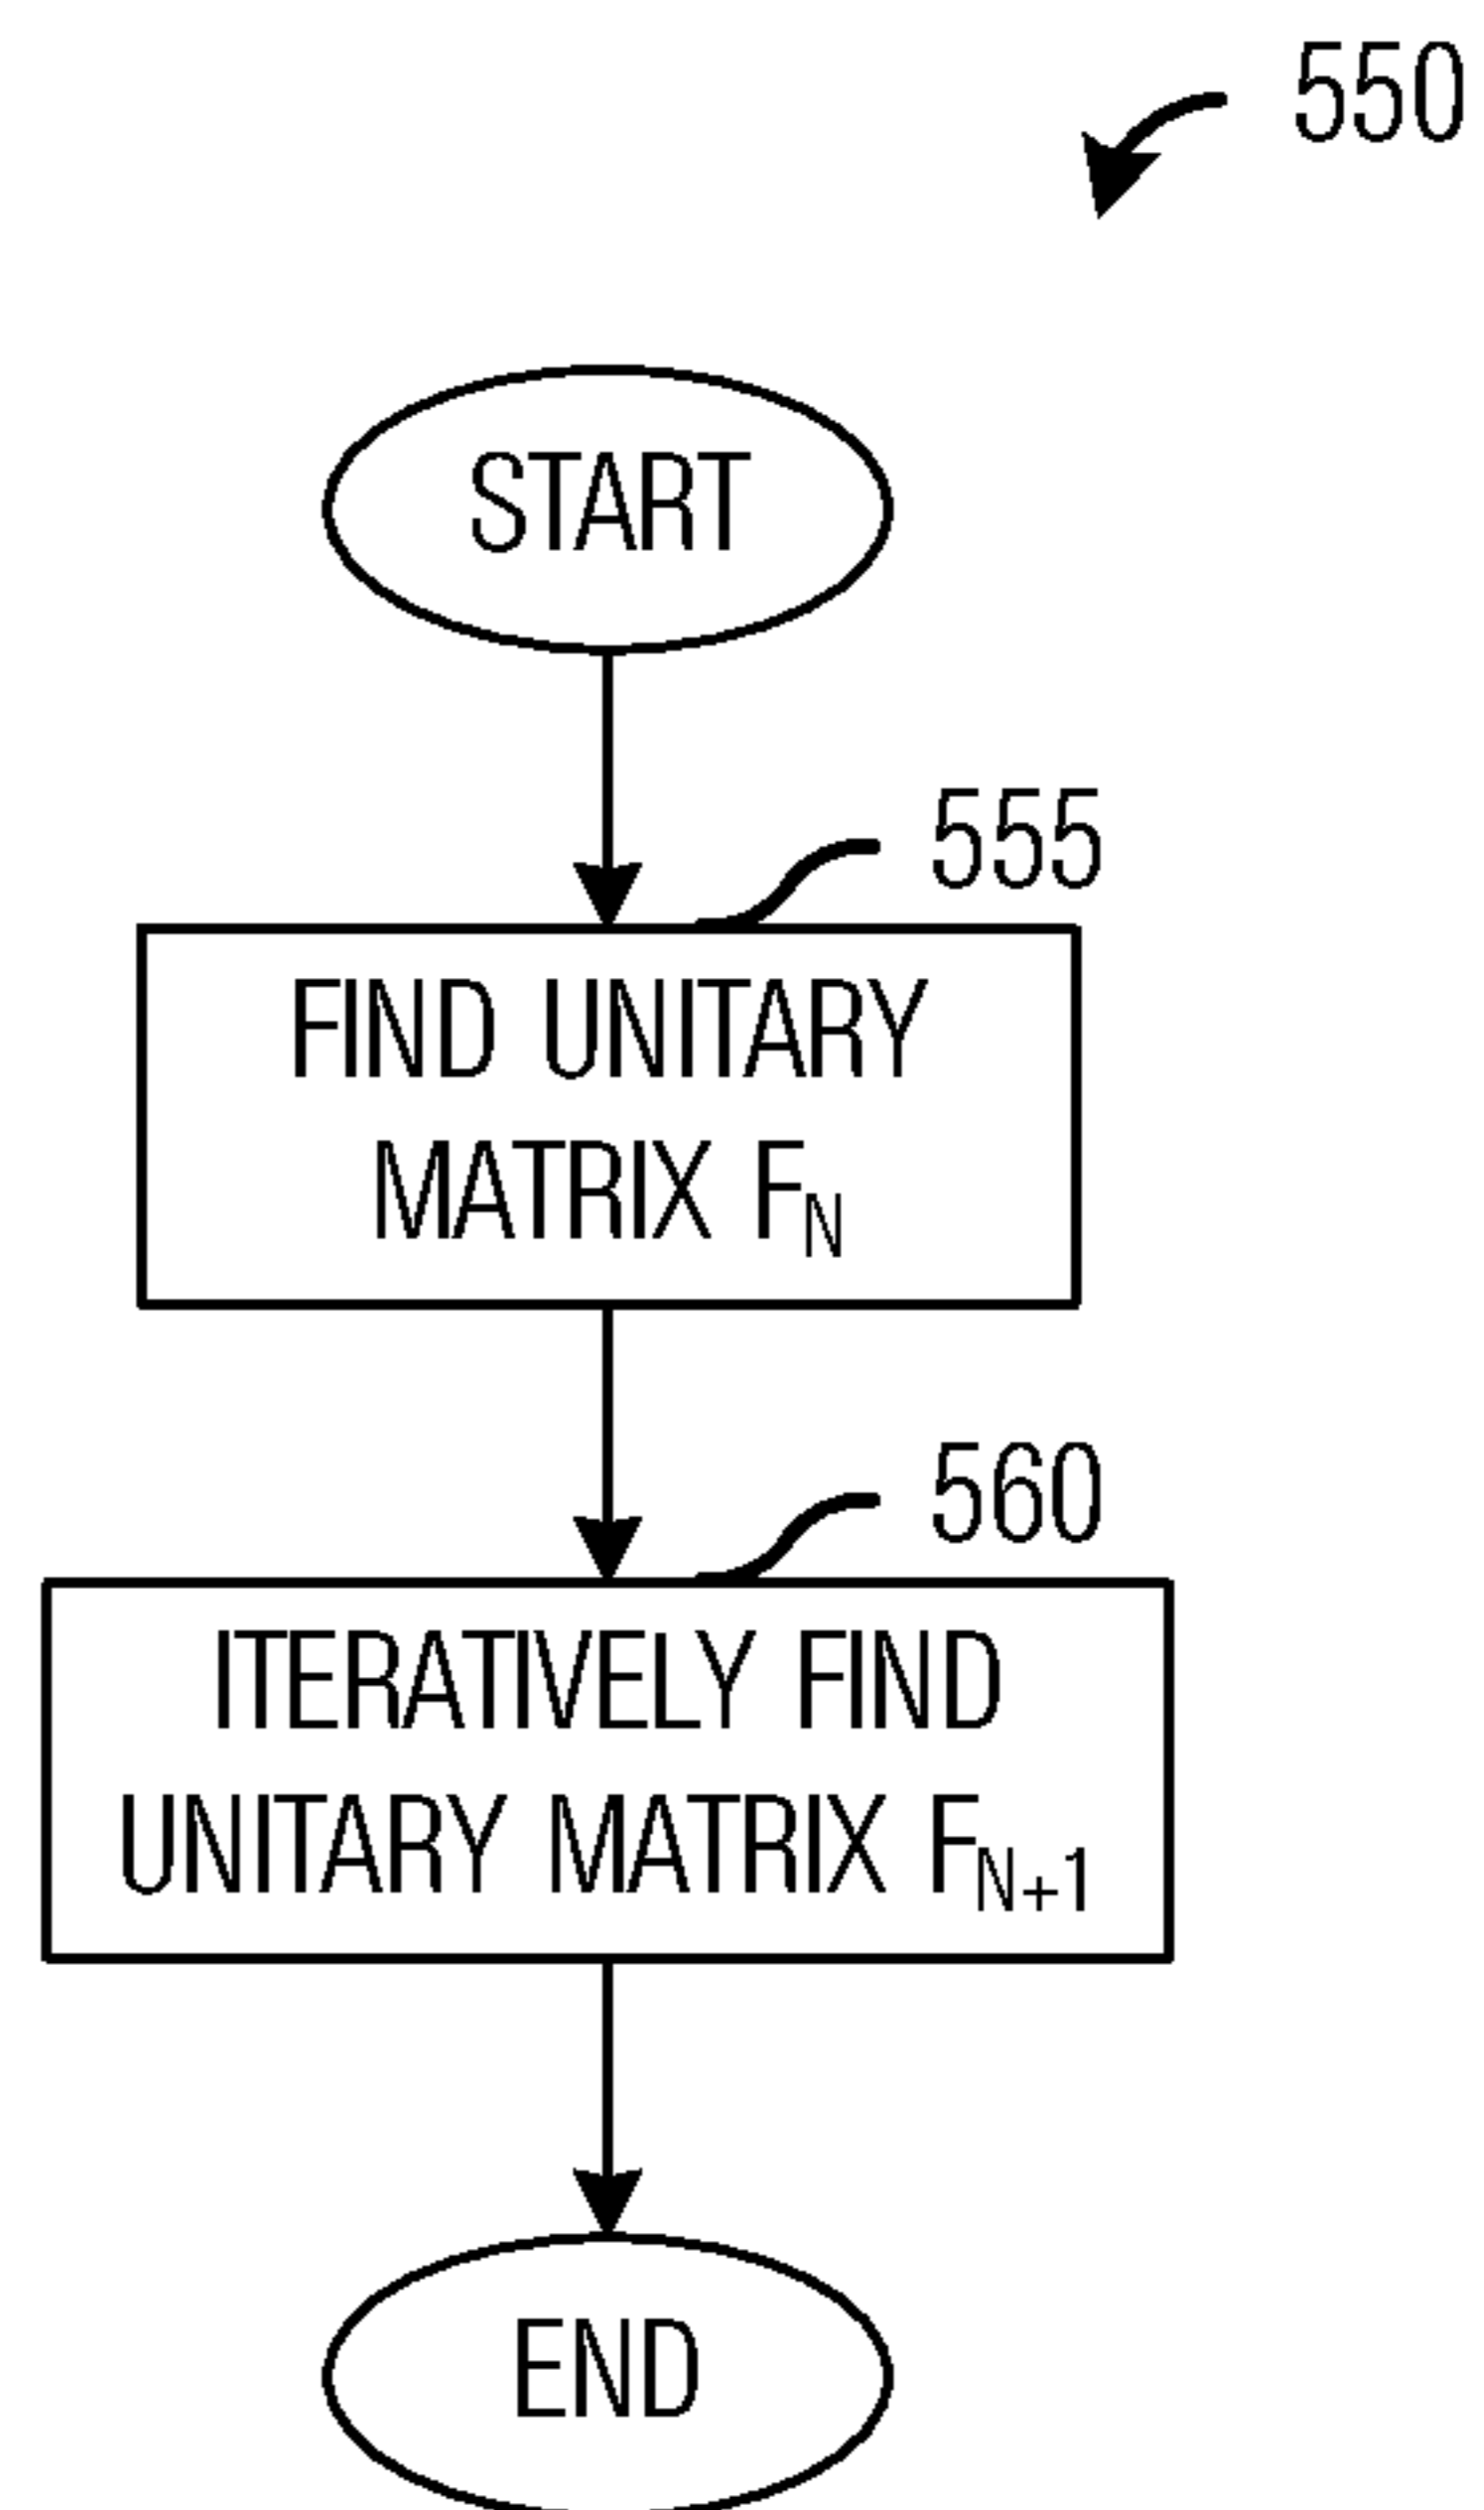 550
START
555
FIND UNITARY
MATRIX F_N
560
ITERATIVELY FIND
UNITARY MATRIX F_N+1
END